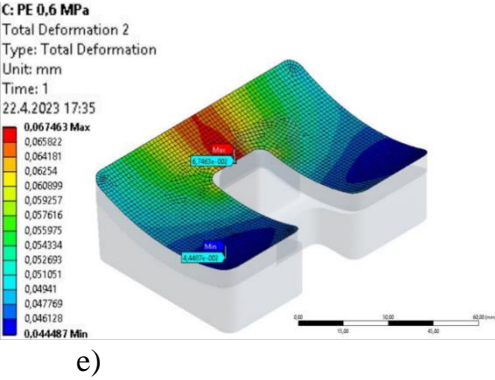 C: PE 0,6 MPa
Total Deformation 2
Type: Total Deformation
Unit: mm
Time: 1
22.4.2023 17:35
0,067463 Max
0,065822
0,064181
0,06254
0,060899
0,059257
0,057616
0,055975
0,054334
0,052693
0,051051
0,04941
0,047769
0,046128
0,044487 Min
Max
6,7463e-002
Min
4,4487e-002
0,00
30,00
60,00 (mm)
15,00
45,00
e)